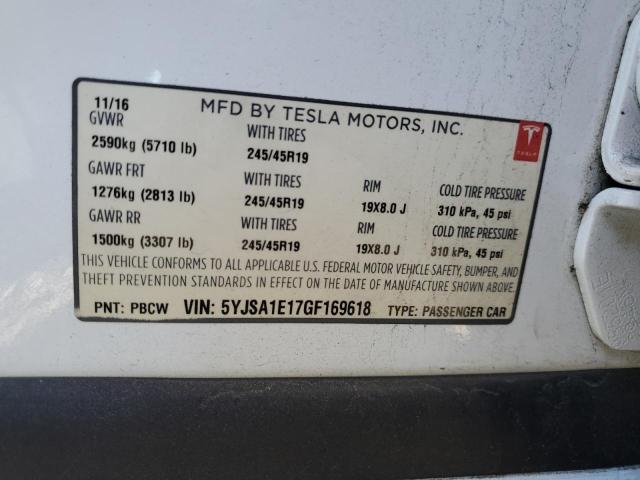 11/16 MFD BY TESLA MOTORS, INC.
GVWR WITH TIRES
2590kg (5710 lb) 245/45R19
TESLA
GAWR FRT WITH TIRES RIM COLD TIRE PRESSURE
1276kg (2813 lb) 245/45R19 19X8.0 J 310 kPa, 45 psi
GAWR RR WITH TIRES RIM COLD TIRE PRESSURE
1500kg (3307 lb) 245/45R19 19X8.0 J 310 kPa, 45 psi
THIS VEHICLE CONFORMS TO ALL APPLICABLE U.S. FEDERAL MOTOR VEHICLE SAFETY, BUMPER, AND
THEFT PREVENTION STANDARDS IN EFFECT ON THE DATE OF MANUFACTURE SHOWN ABOVE.
PNT: PBCW VIN: 5YJSA1E17GF169618 TYPE: PASSENGER CAR